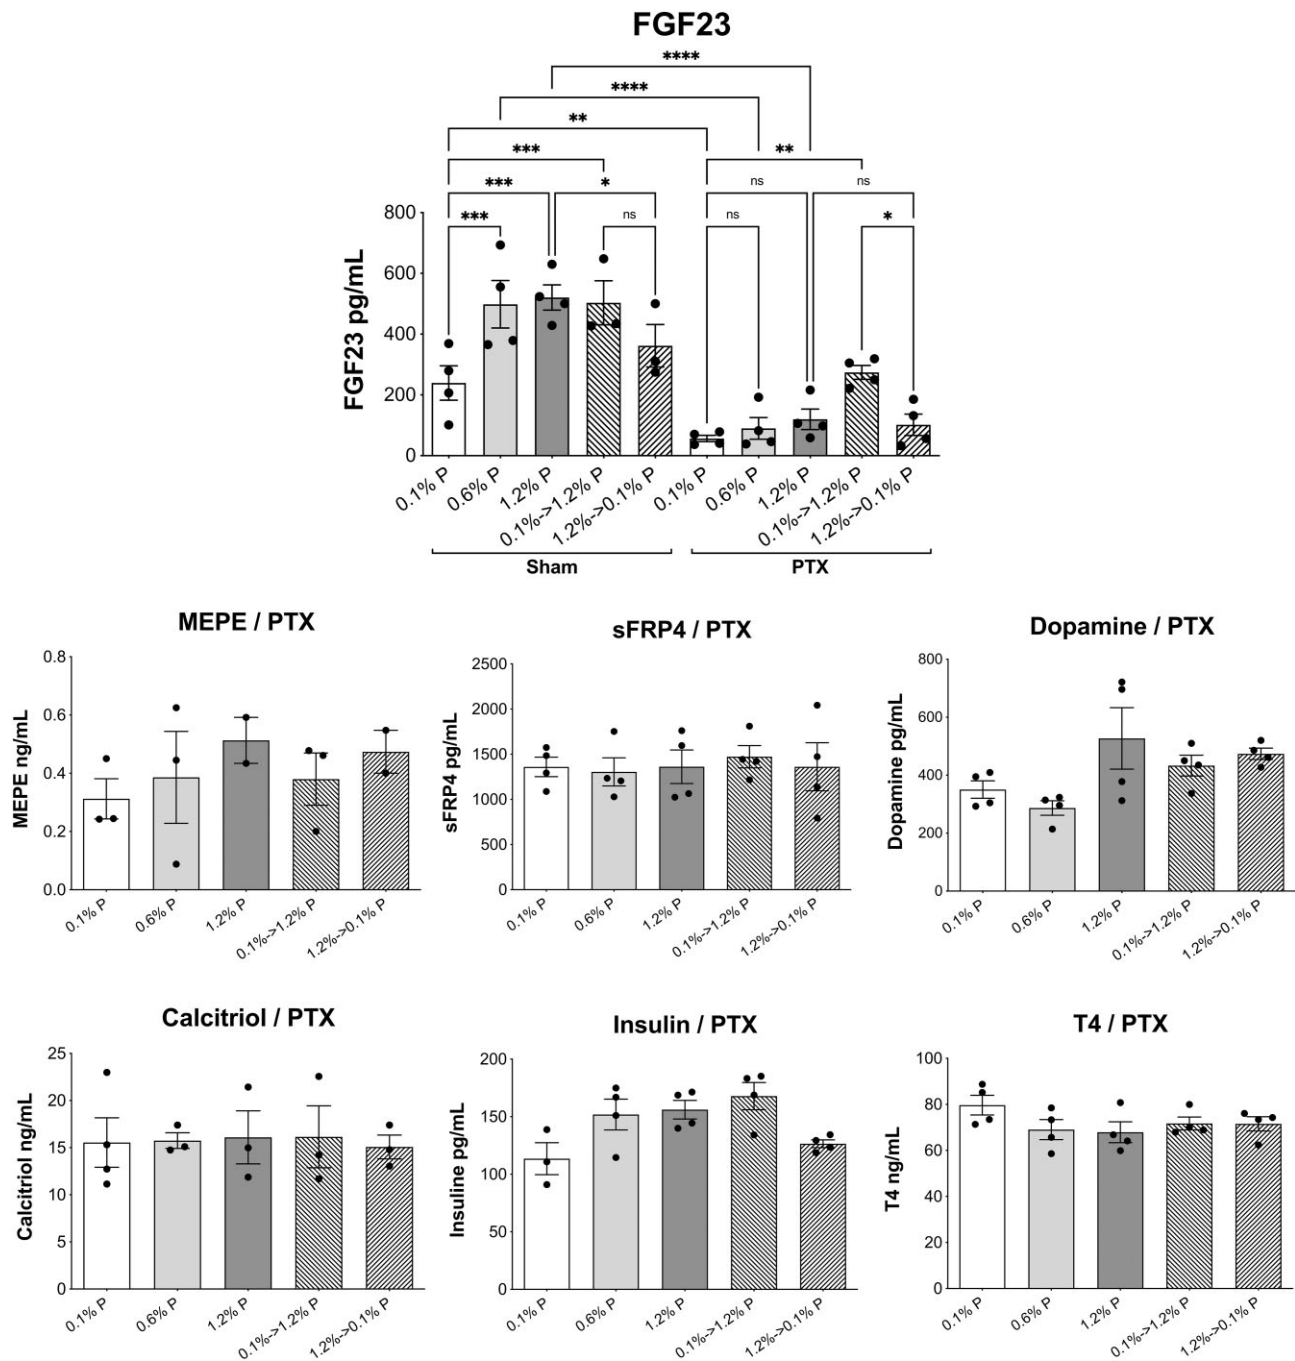 FGF23
****
****
**
***
**
***
*
ns
ns
***
ns
ns
*
FGF23 pg/mL
800
600
400
200
0
0.1% P
0.6% P
1.2% P
0.1%->1.2% P
1.2%->0.1% P
0.1% P
0.6% P
1.2% P
0.1%->1.2% P
1.2%->0.1% P
Sham
PTX
MEPE / PTX
MEPE ng/mL
0.8
0.6
0.4
0.2
0.0
0.1% P
0.6% P
1.2% P
0.1%->1.2% P
1.2%->0.1% P
sFRP4 / PTX
sFRP4 pg/mL
2500
2000
1500
1000
500
0
0.1% P
0.6% P
1.2% P
0.1%->1.2% P
1.2%->0.1% P
Dopamine / PTX
Dopamine pg/mL
800
600
400
200
0
0.1% P
0.6% P
1.2% P
0.1%->1.2% P
1.2%->0.1% P
Calcitriol / PTX
Calcitriol ng/mL
25
20
15
10
5
0
0.1% P
0.6% P
1.2% P
0.1%->1.2% P
1.2%->0.1% P
Insulin / PTX
Insuline pg/mL
200
150
100
50
0
0.1% P
0.6% P
1.2% P
0.1%->1.2% P
1.2%->0.1% P
T4 / PTX
T4 ng/mL
100
80
60
40
20
0
0.1% P
0.6% P
1.2% P
0.1%->1.2% P
1.2%->0.1% P